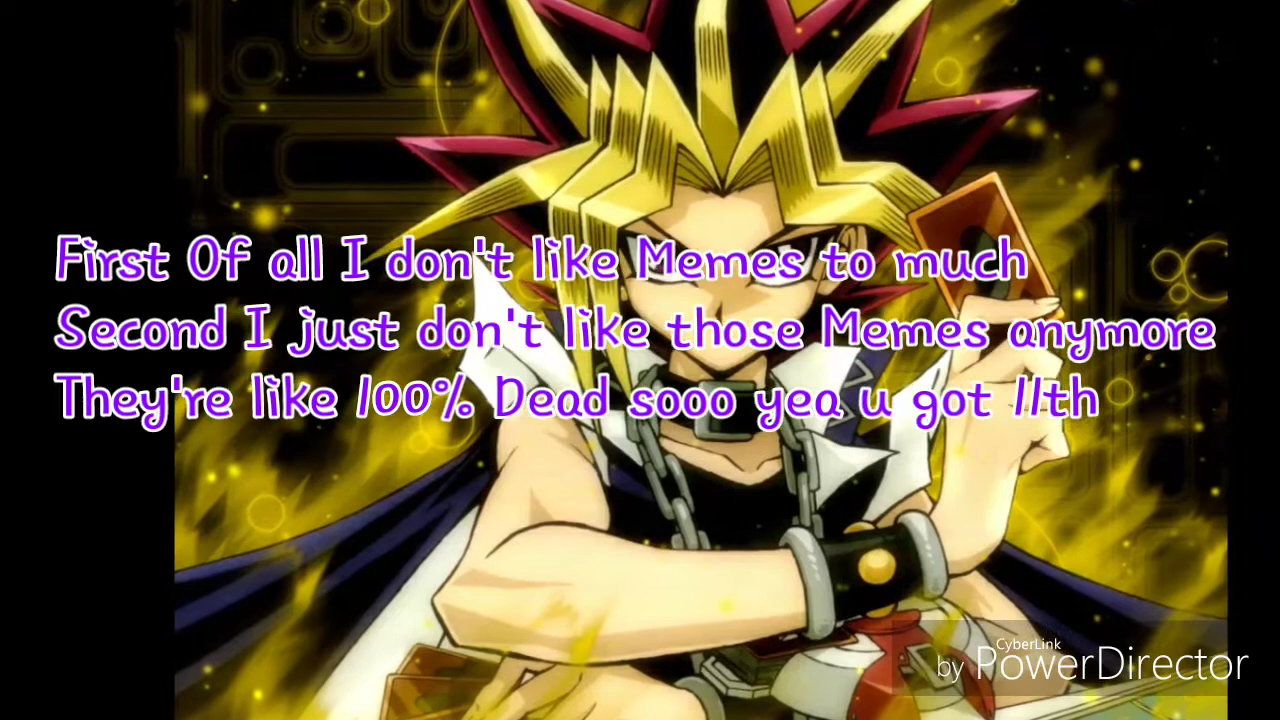 First Of all I don't like Memes to much
Second I just don't like those Memes anymore
They're like 100% Dead sooo yea u got 11th
CyberLink
by PowerDirector